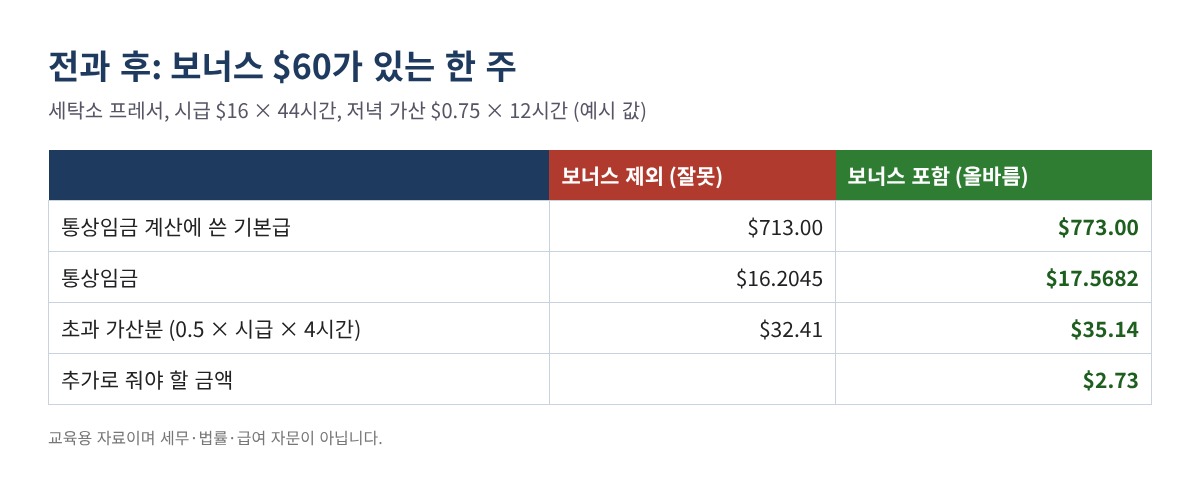 전과 후: 보너스 $60가 있는 한 주
세탁소 프레서, 시급 $16 × 44시간, 저녁 가산 $0.75 × 12시간 (예시 값)
보너스 제외 (잘못) 보너스 포함 (올바름)
통상임금 계산에 쓴 기본급 $713.00 $773.00
통상임금 $16.2045 $17.5682
초과 가산분 (0.5 × 시급 × 4시간) $32.41 $35.14
추가로 줘야 할 금액 $2.73
교육용 자료이며 세무·법률·급여 자문이 아닙니다.